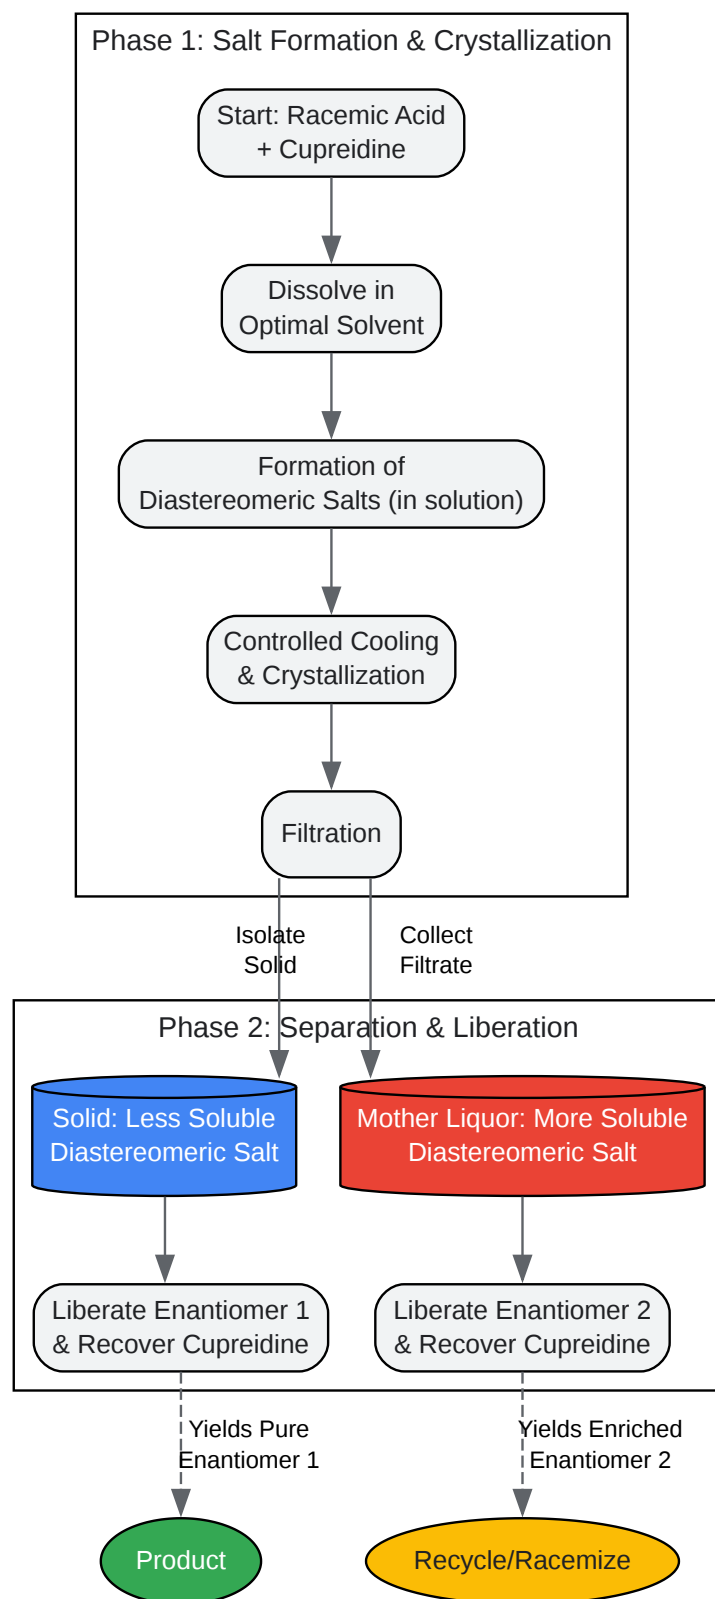 Phase 1: Salt Formation & Crystallization
Start: Racemic Acid
+ Cupreidine
Dissolve in
Optimal Solvent
Formation of
Diastereomeric Salts (in solution)
Controlled Cooling
& Crystallization
Filtration
Isolate
Solid
Collect
Filtrate
Phase 2: Separation & Liberation
Solid: Less Soluble
Diastereomeric Salt
Mother Liquor: More Soluble
Diastereomeric Salt
Liberate Enantiomer 1
& Recover Cupreidine
Liberate Enantiomer 2
& Recover Cupreidine
Yields Pure
Enantiomer 1
Yields Enriched
Enantiomer 2
Product
Recycle/Racemize